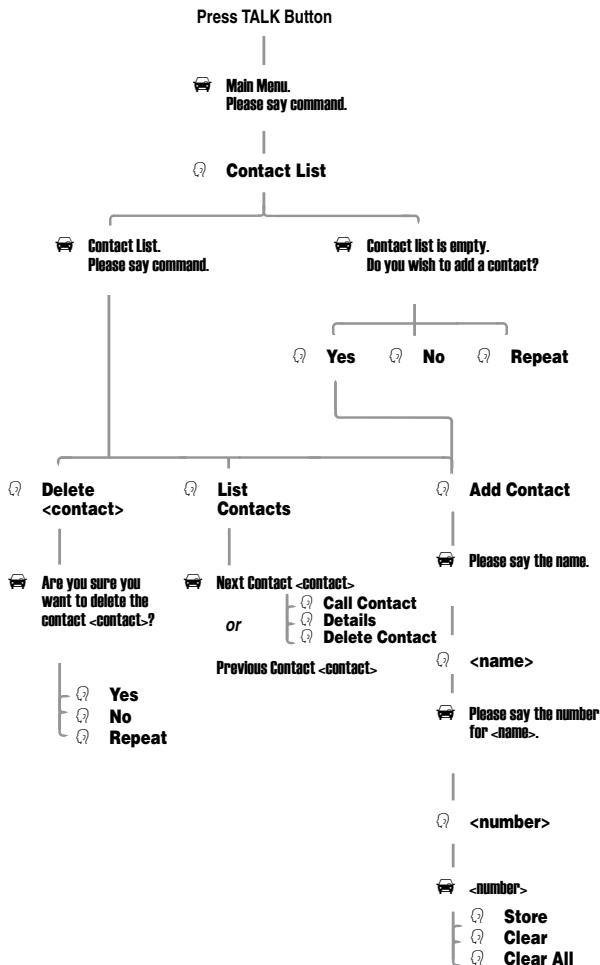 Press TALK Button
Main Menu.
Please say command.
Contact List
Contact List.
Please say command.
Contact list is empty.
Do you wish to add a contact?
Yes
No
Repeat
Delete
<contact>
List
Contacts
Add Contact
Are you sure you
want to delete the
contact <contact>?
Yes
No
Repeat
Next Contact <contact>
Call Contact
Details
Delete Contact
or
Previous Contact <contact>
Please say the name.
<name>
Please say the number
for <name>.
<number>
<number>
Store
Clear
Clear All